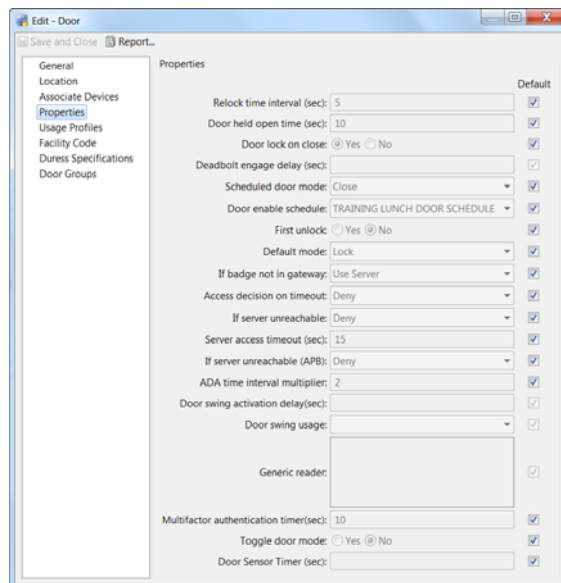 Edit - Door
Save and Close Report...
General
Location
Associate Devices
Properties
Usage Profiles
Facility Code
Duress Specifications
Door Groups
Properties
Default
Relock time interval (sec): 5
Door held open time (sec): 10
Door lock on close: Yes No
Deadbolt engage delay (sec):
Scheduled door mode: Close
Door enable schedule: TRAINING LUNCH DOOR SCHEDULE
First unlock: Yes No
Default mode: Lock
If badge not in gateway: Use Server
Access decision on timeout: Deny
If server unreachable: Deny
Server access timeout (sec): 15
If server unreachable (APB): Deny
ADA time interval multiplier: 2
Door swing activation delay(sec):
Door swing usage:
Generic reader:
Multifactor authentication timer(sec): 10
Toggle door mode: Yes No
Door Sensor Timer (sec):